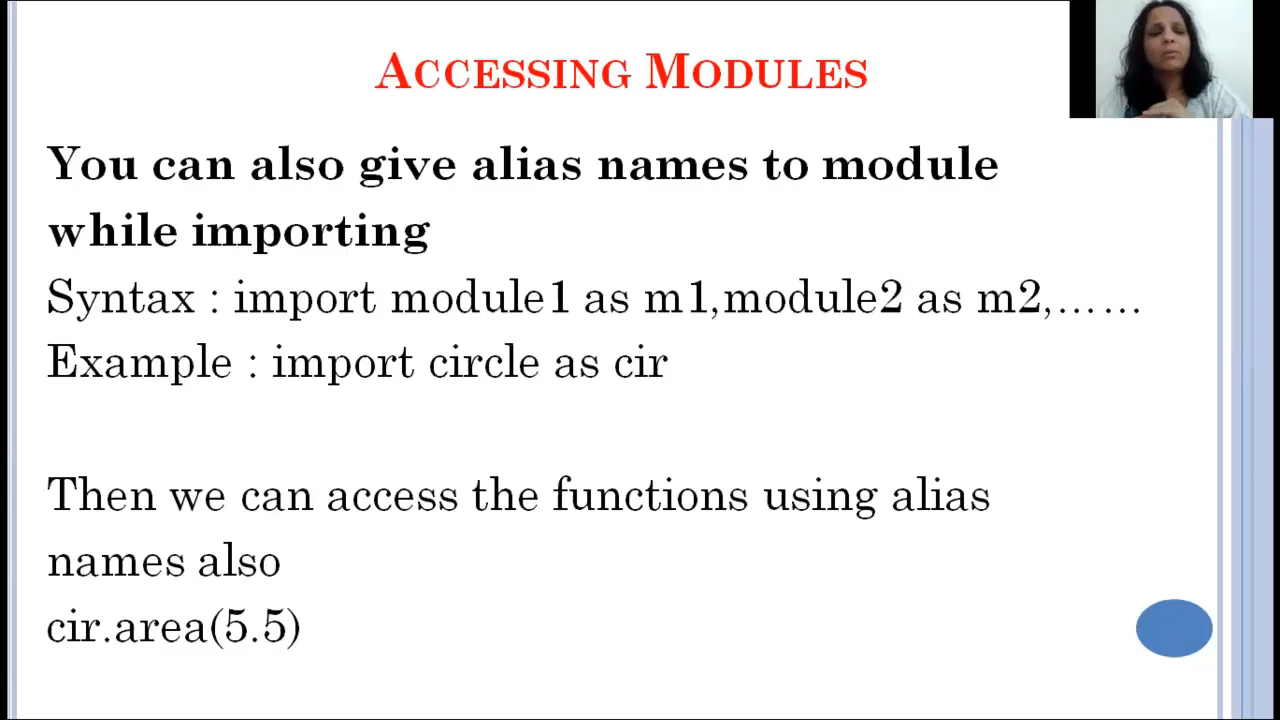 ACCESSING MODULES
You can also give alias names to module
while importing
Syntax : import module1 as m1,module2 as m2,……
Example : import circle as cir
Then we can access the functions using alias
names also
cir.area(5.5)